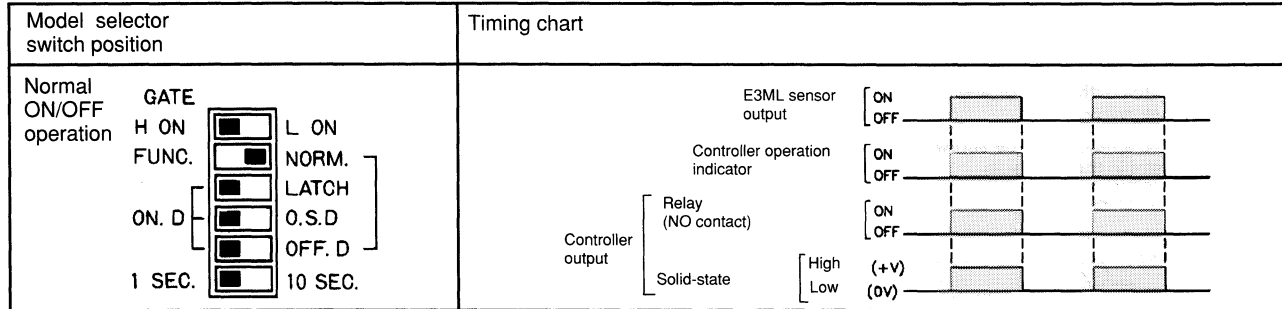 Model selector
switch position
Timing chart
Normal
ON/OFF
operation
GATE
H ON
L ON
FUNC.
NORM.
LATCH
ON. D
O.S.D
OFF. D
1 SEC.
10 SEC.
E3ML sensor
output
ON
OFF
Controller operation
indicator
ON
OFF
Controller
output
Relay
(NO contact)
ON
OFF
Solid-state
High
(+V)
Low
(0V)